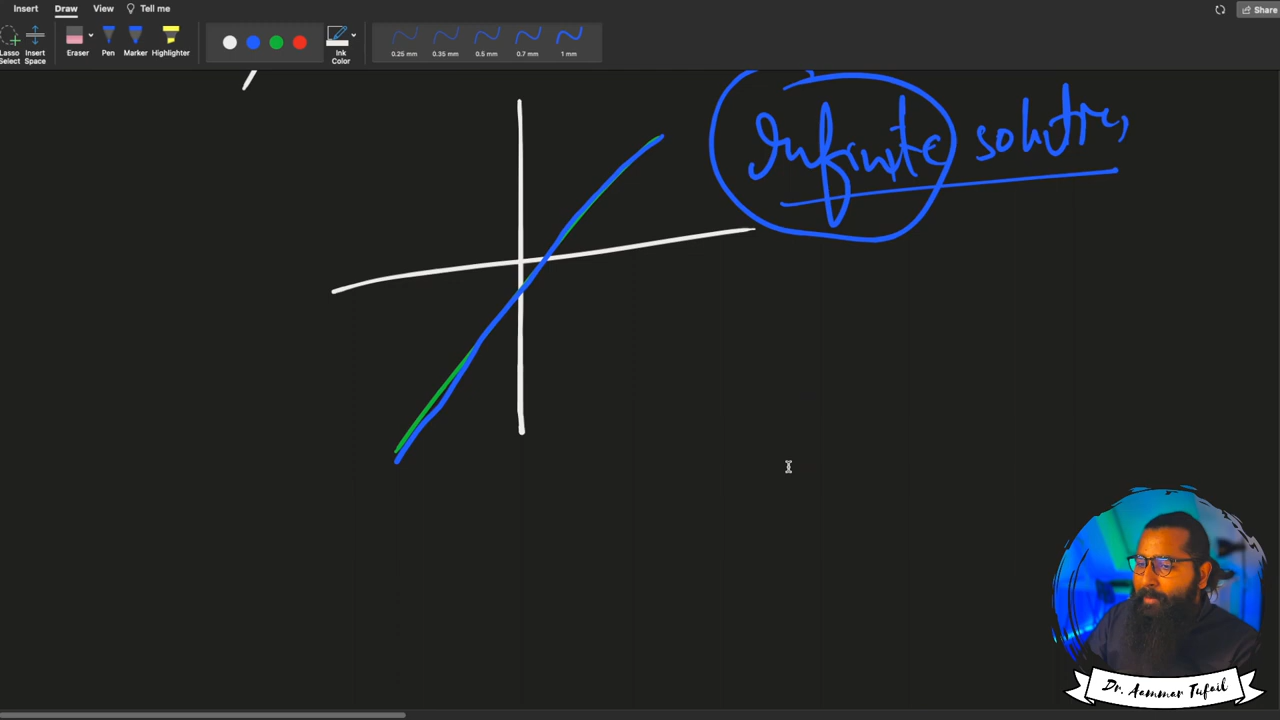 Insert Draw View Tell me Share
Lasso Select Insert Space Eraser Pen Marker Highlighter Ink Color 0.25 mm 0.35 mm 0.5 mm 0.7 mm 1 mm
Infinite
Dr. Aammar Tufail